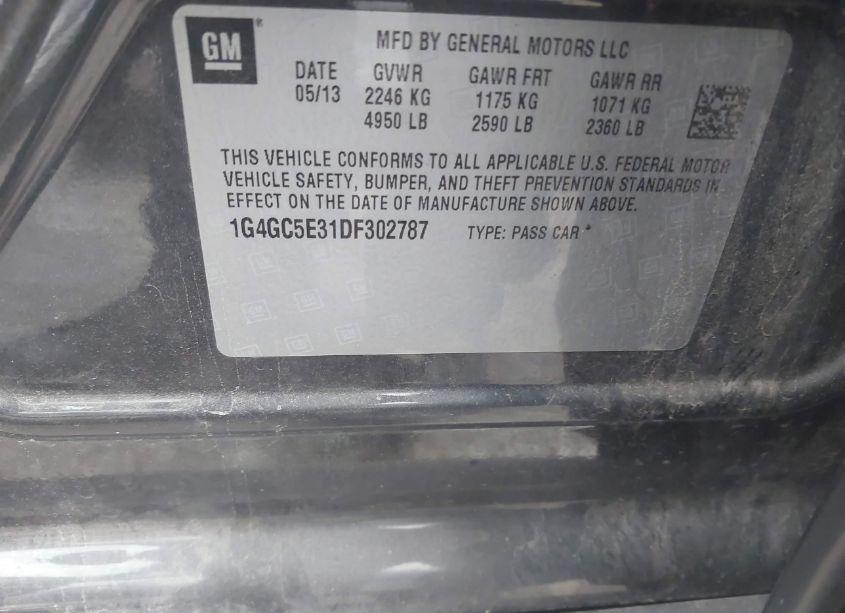 GM®
MFD BY GENERAL MOTORS LLC
DATE GVWR GAWR FRT GAWR RR
05/13 2246 KG 1175 KG 1071 KG
4950 LB 2590 LB 2360 LB
THIS VEHICLE CONFORMS TO ALL APPLICABLE U.S. FEDERAL MOTOR
VEHICLE SAFETY, BUMPER, AND THEFT PREVENTION STANDARDS IN
EFFECT ON THE DATE OF MANUFACTURE SHOWN ABOVE.
1G4GC5E31DF302787 TYPE: PASS CAR *